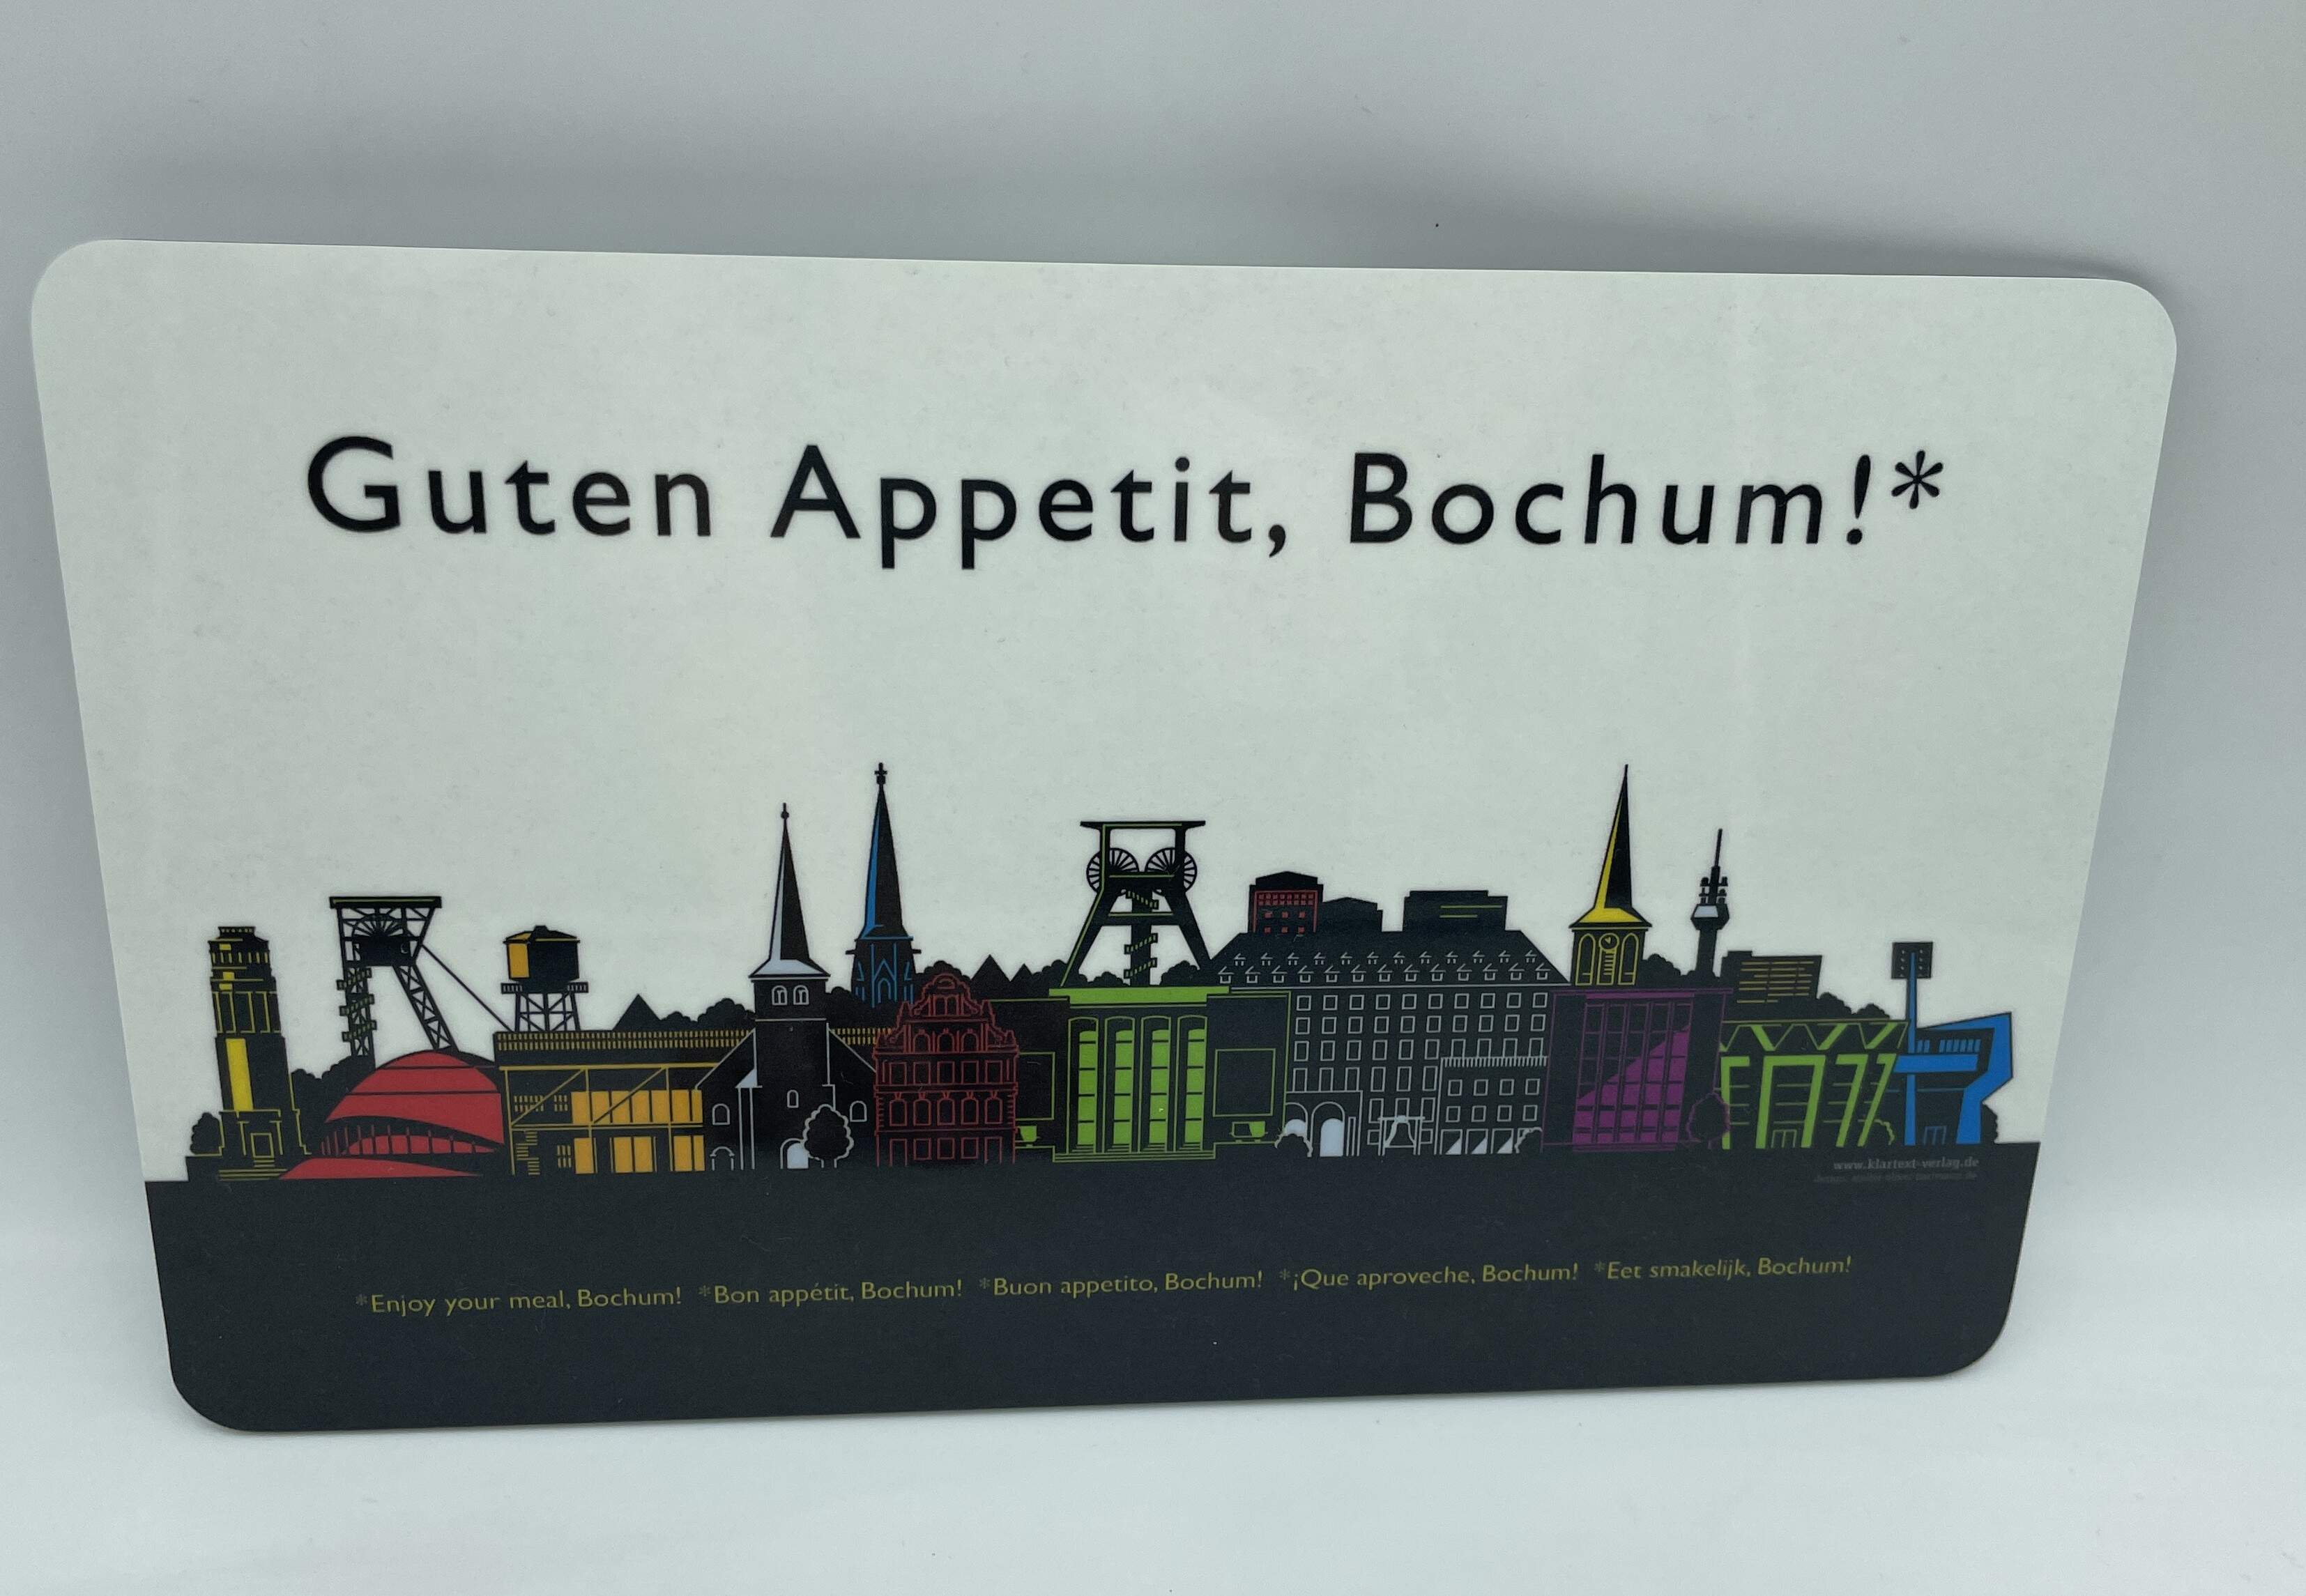 Guten Appetit, Bochum!*
www.klartext-verlag.de
*Enjoy your meal, Bochum! *Bon appétit, Bochum! *Buon appetito, Bochum! *¡Que aproveche, Bochum! *Eet smakelijk, Bochum!